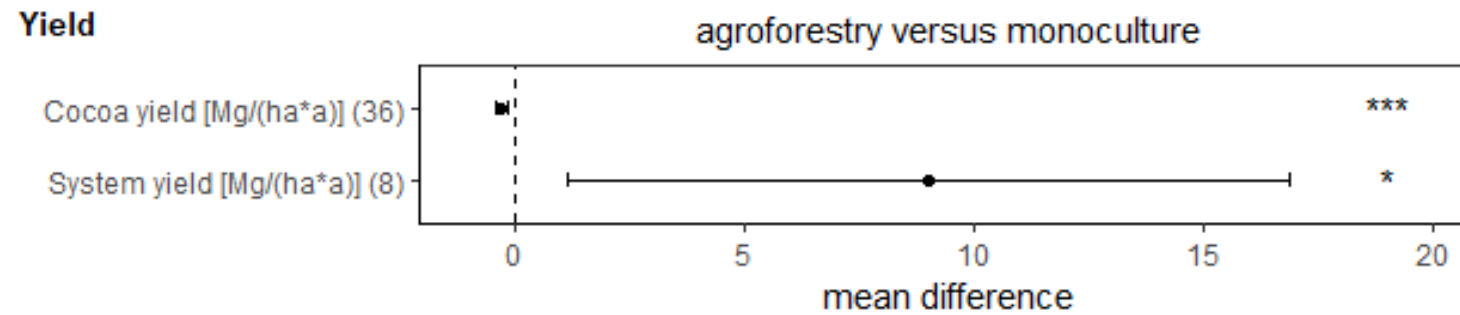 Yield
agroforestry versus monoculture
Cocoa yield [Mg/(ha*a)] (36)
***
System yield [Mg/(ha*a)] (8)
*
0 5 10 15 20
mean difference